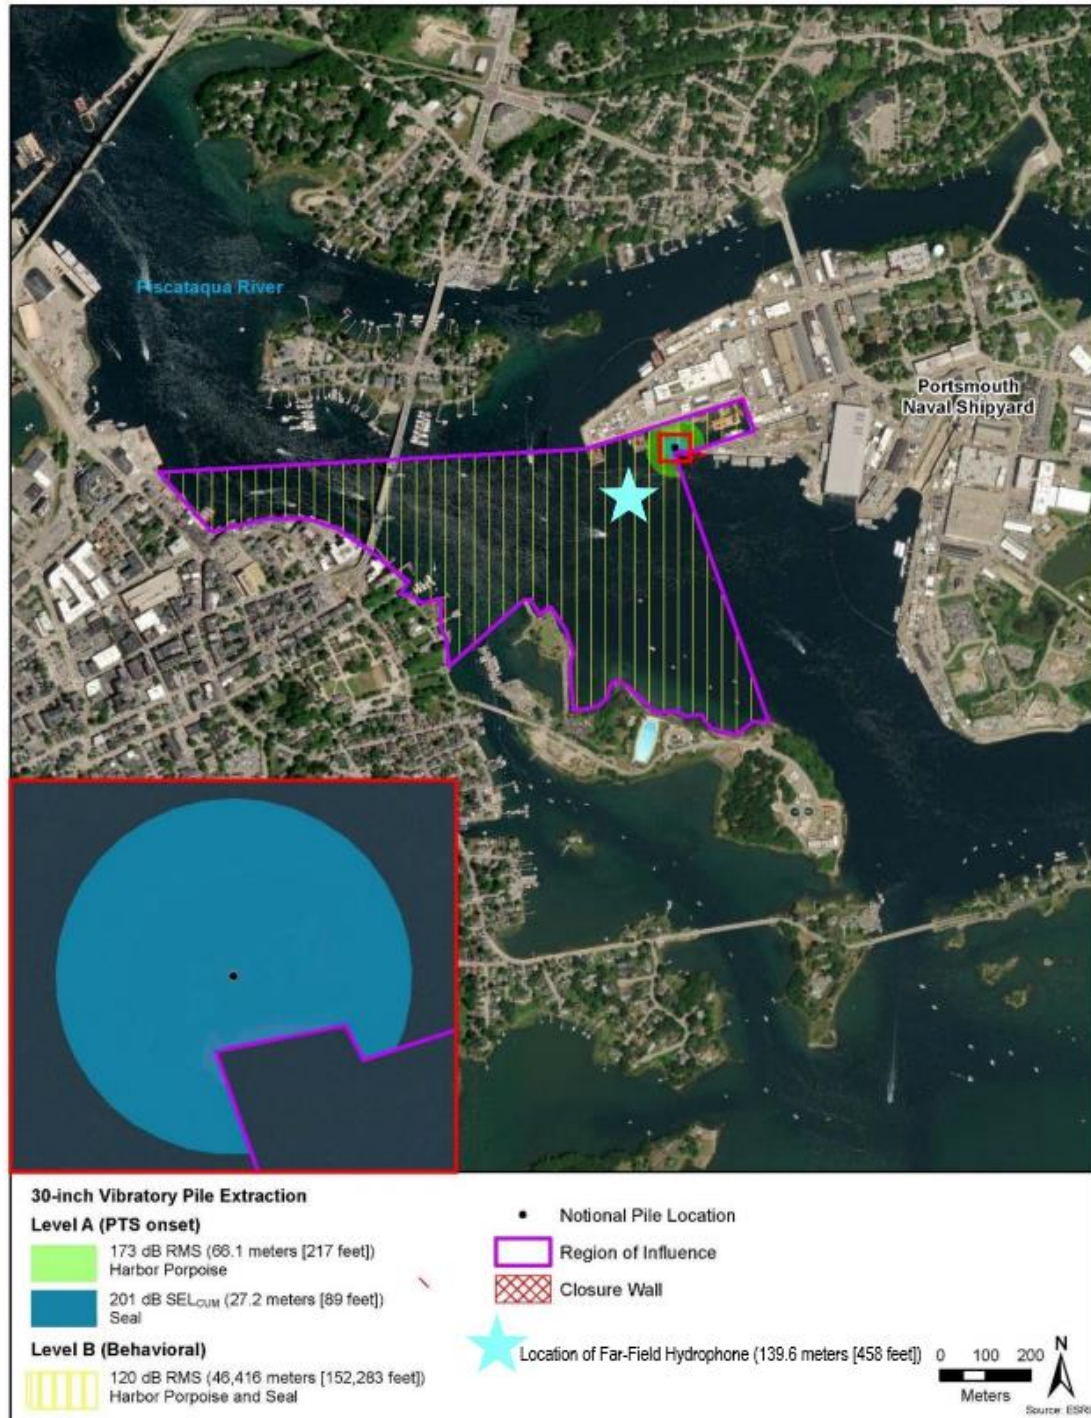 Piscataqua River
Portsmouth
Naval Shipyard
30-inch Vibratory Pile Extraction
Level A (PTS onset)
173 dB RMS (66.1 meters [217 feet])
Harbor Porpoise
201 dB SELCUM (27.2 meters [89 feet])
Seal
Level B (Behavioral)
120 dB RMS (46,416 meters [152,283 feet])
Harbor Porpoise and Seal
Notional Pile Location
Region of Influence
Closure Wall
Location of Far-Field Hydrophone (139.6 meters [458 feet])
0 100 200
Meters
N
Source: ESRI